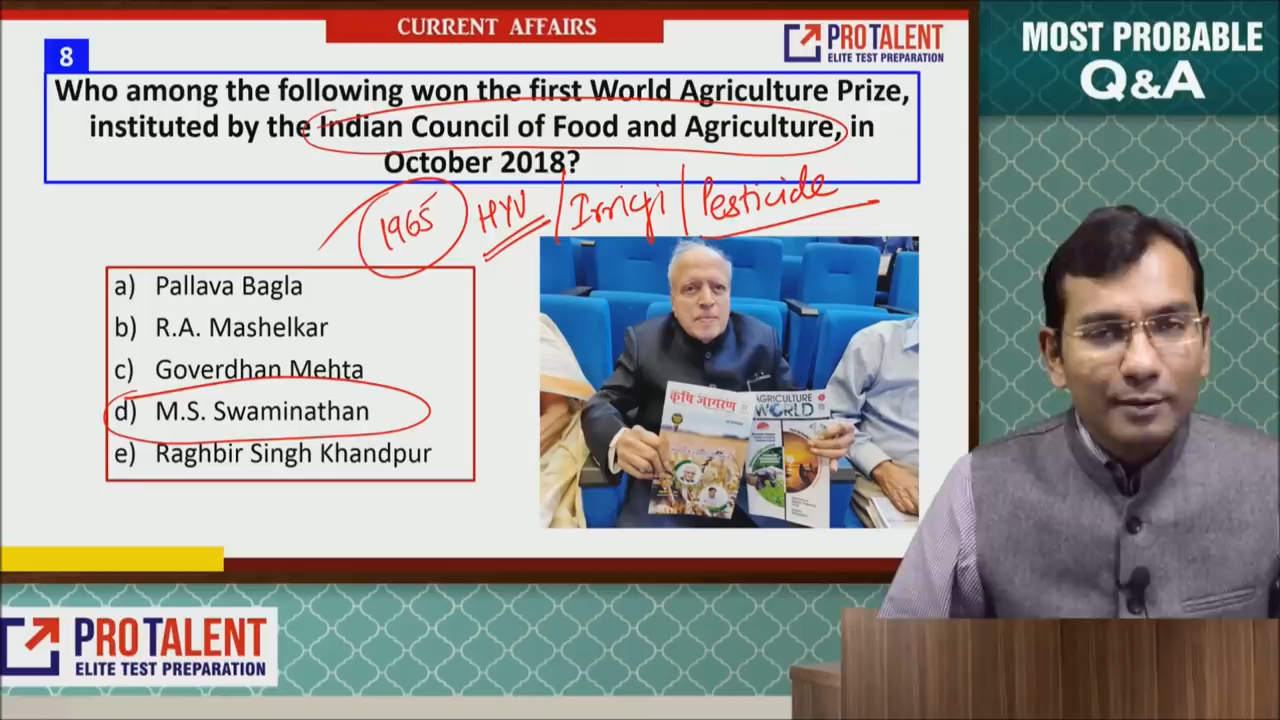 CURRENT AFFAIRS
PROTALENT
ELITE TEST PREPARATION
MOST PROBABLE
Q&A
8
Who among the following won the first World Agriculture Prize,
instituted by the Indian Council of Food and Agriculture, in
October 2018?
1965 HYV / Irrigi / Pesticide
a) Pallava Bagla
b) R.A. Mashelkar
c) Goverdhan Mehta
d) M.S. Swaminathan
e) Raghbir Singh Khandpur
कृषि जागरण
AGRICULTURE
WORLD
PROTALENT
ELITE TEST PREPARATION